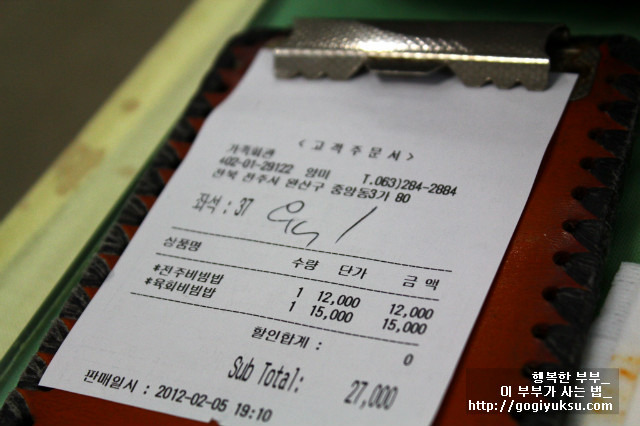 <고객주문서>
가족회관
402-01-29122 양미 T.063)284-2884
전북 전주시 완산구 중앙동3가 80
좌석 : 37
상품명 수량 단가 금 액
*전주비빔밥 1 12,000 12,000
*육회비빔밥 1 15,000 15,000
할인합계 : 0
Sub Total: 27,000
판매일시 : 2012-02-05 19:10
행복한 부부_
이 부부가 사는 법_
http://gogiyuksu.com/